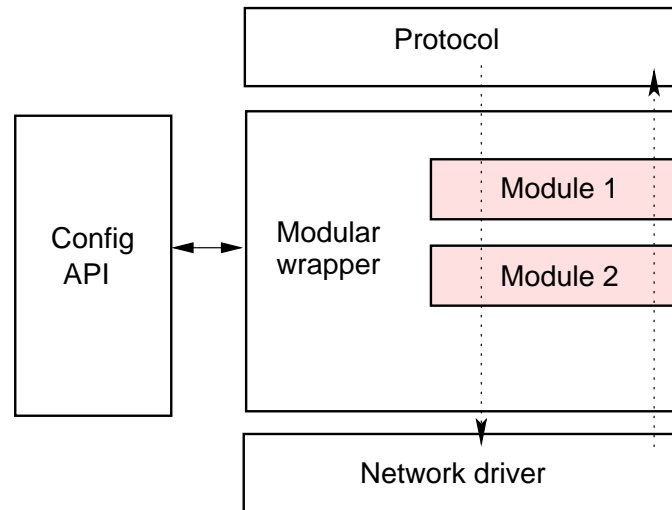 Protocol
Module 1
Config
API
Modular
wrapper
Module 2
Network driver